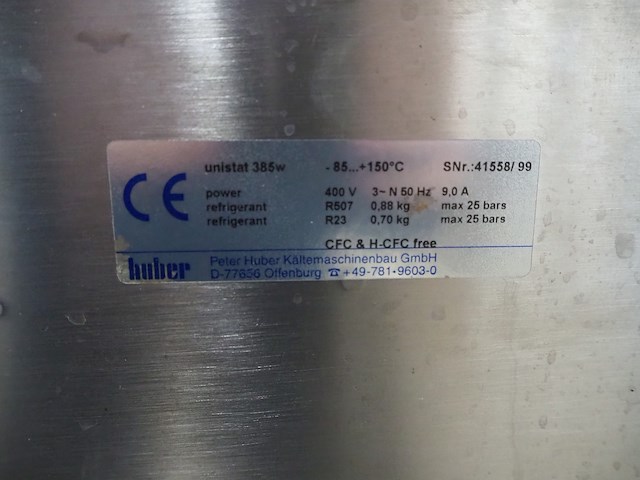 CE
unistat 385w - 85...+150°C SNr.:41558/ 99
power 400 V 3~ N 50 Hz 9,0 A
refrigerant R507 0,88 kg max 25 bars
refrigerant R23 0,70 kg max 25 bars
CFC & H-CFC free
huber Peter Huber Kältemaschinenbau GmbH
D-77656 Offenburg ☎ +49-781-9603-0